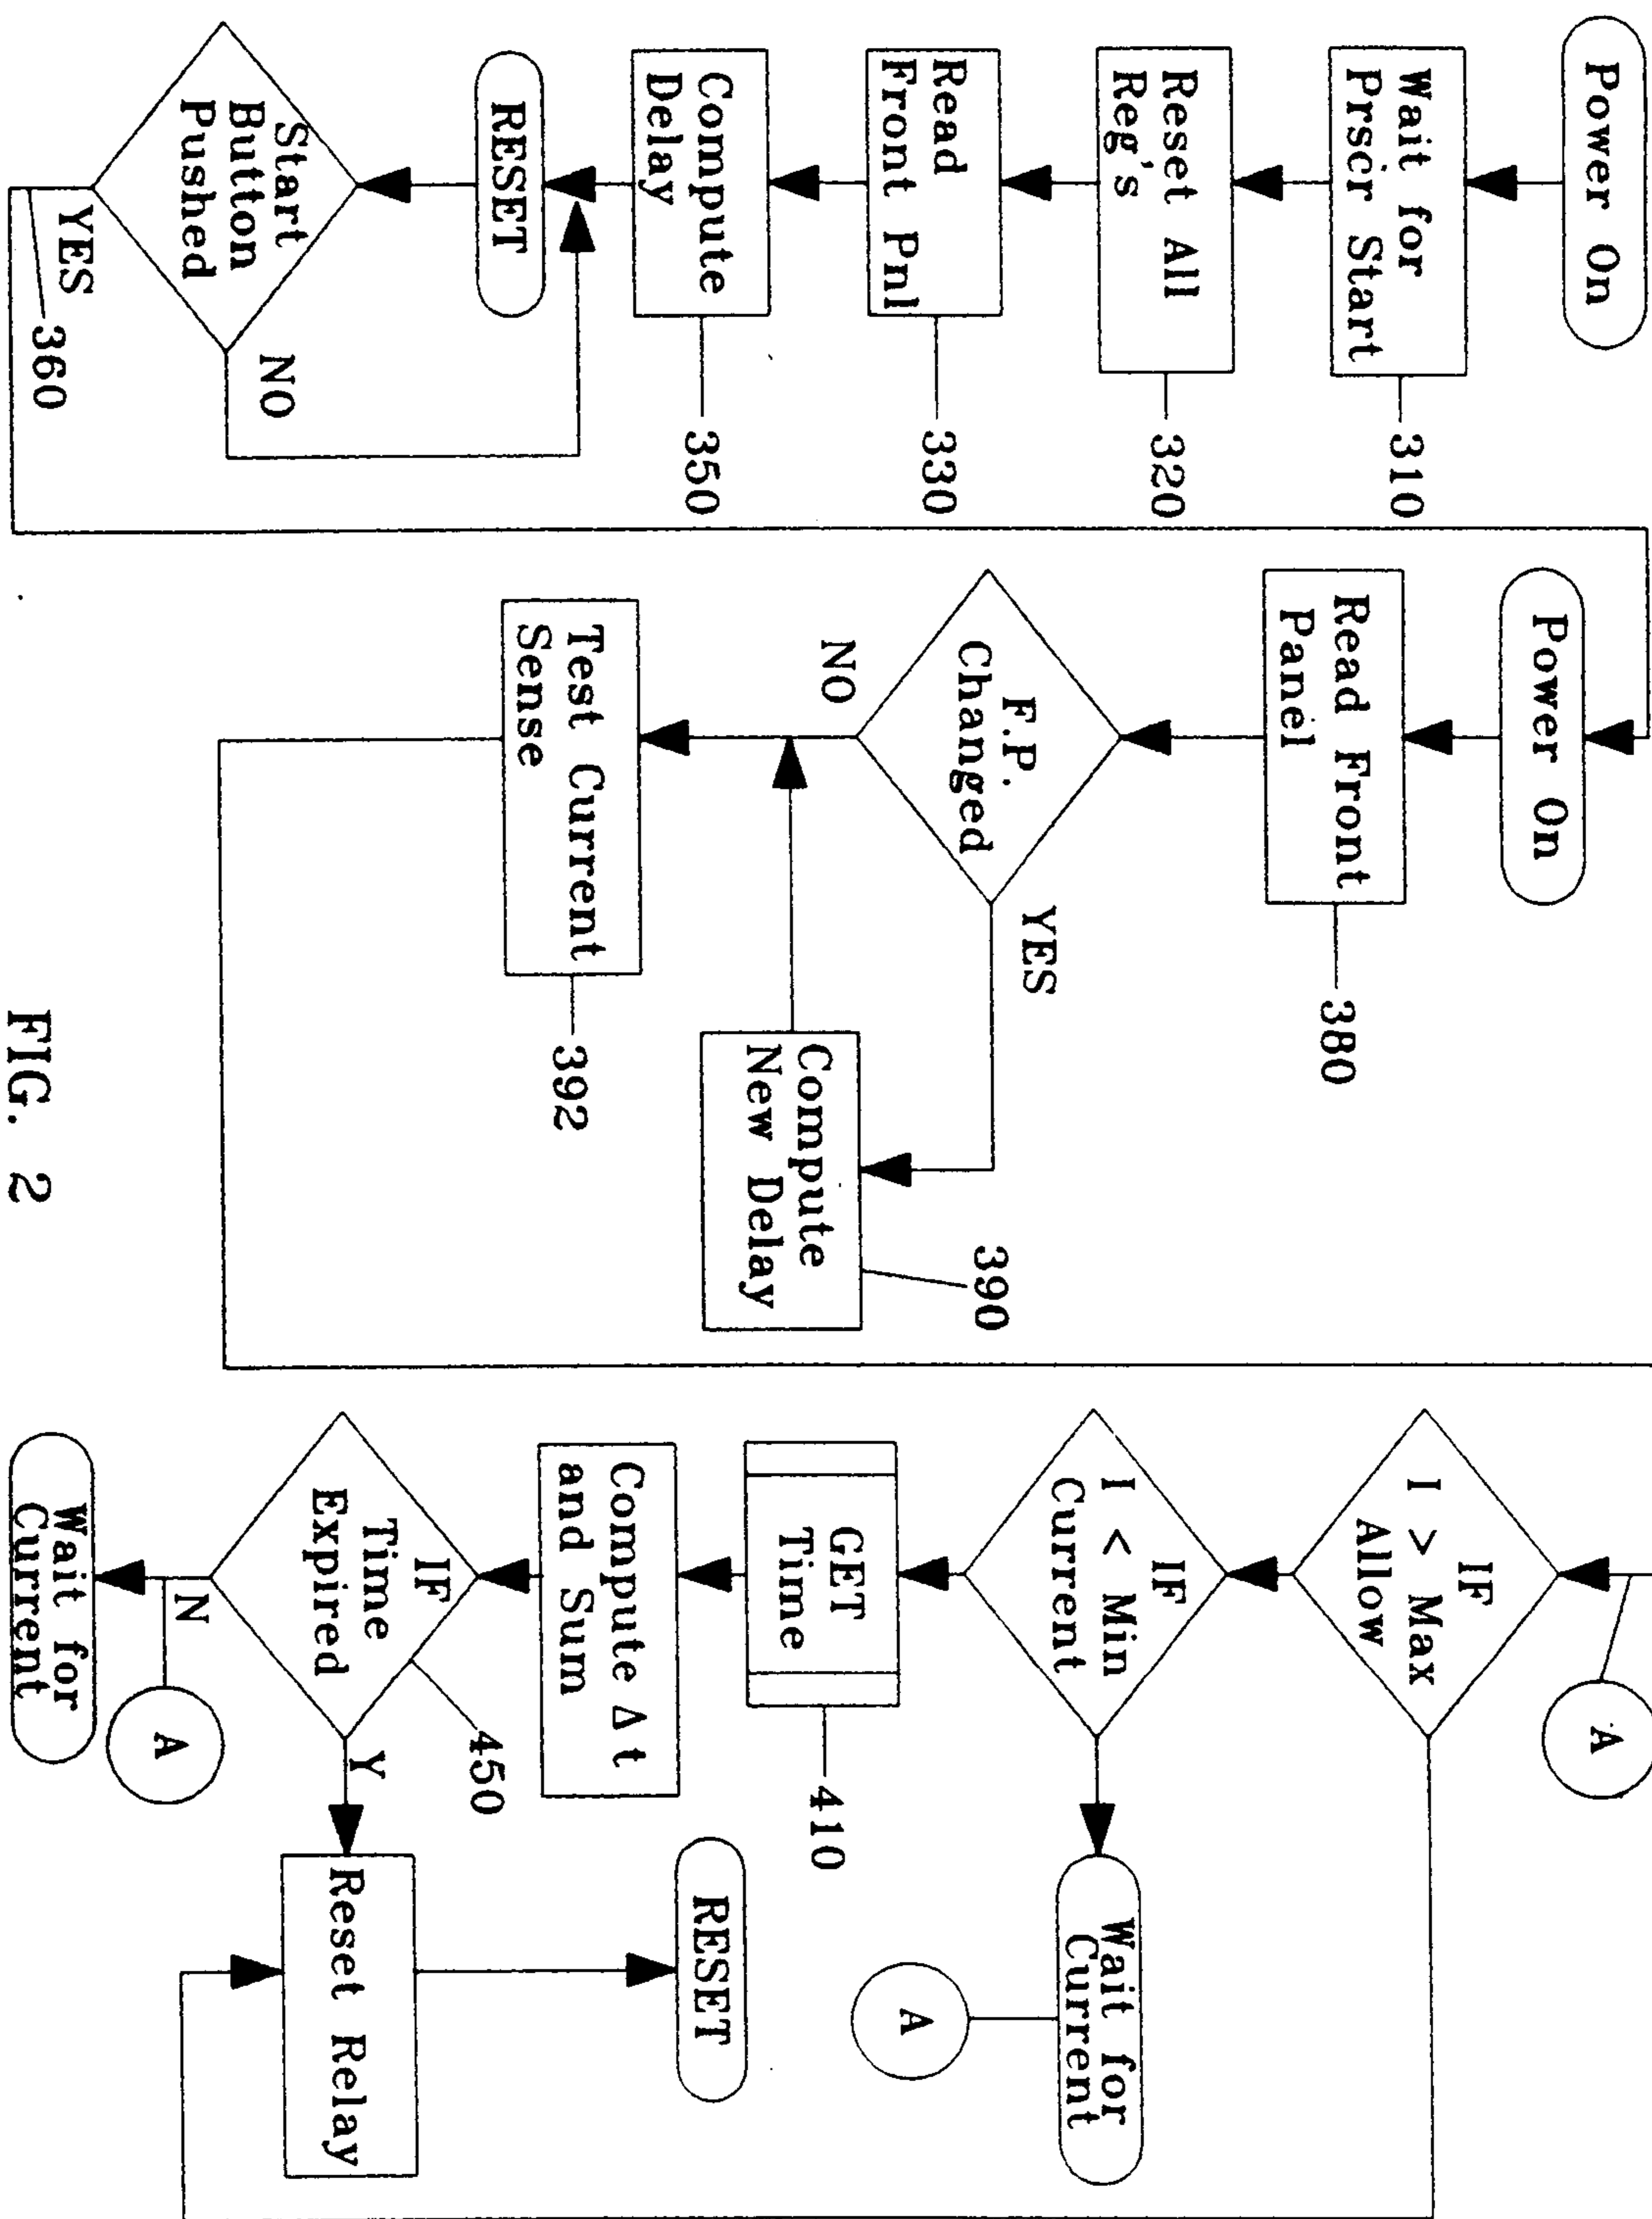 Power On
Wait for
Prscr Start
310
Reset All
Reg's
320
Read
Front Pnl
330
Compute
Delay
350
RESET
Start
Button
Pushed
NO
YES
360
Power On
Read Front
Panel
380
F.P.
Changed
YES
NO
Compute
New Delay
390
Test Current
Sense
392
A
IF
I > Max
Allow
IF
I < Min
Current
Wait for
Current
A
GET
Time
410
Compute Δ t
and Sum
RESET
IF
Time
Expired
450
Y
N
Reset Relay
A
Wait for
Current
FIG. 2